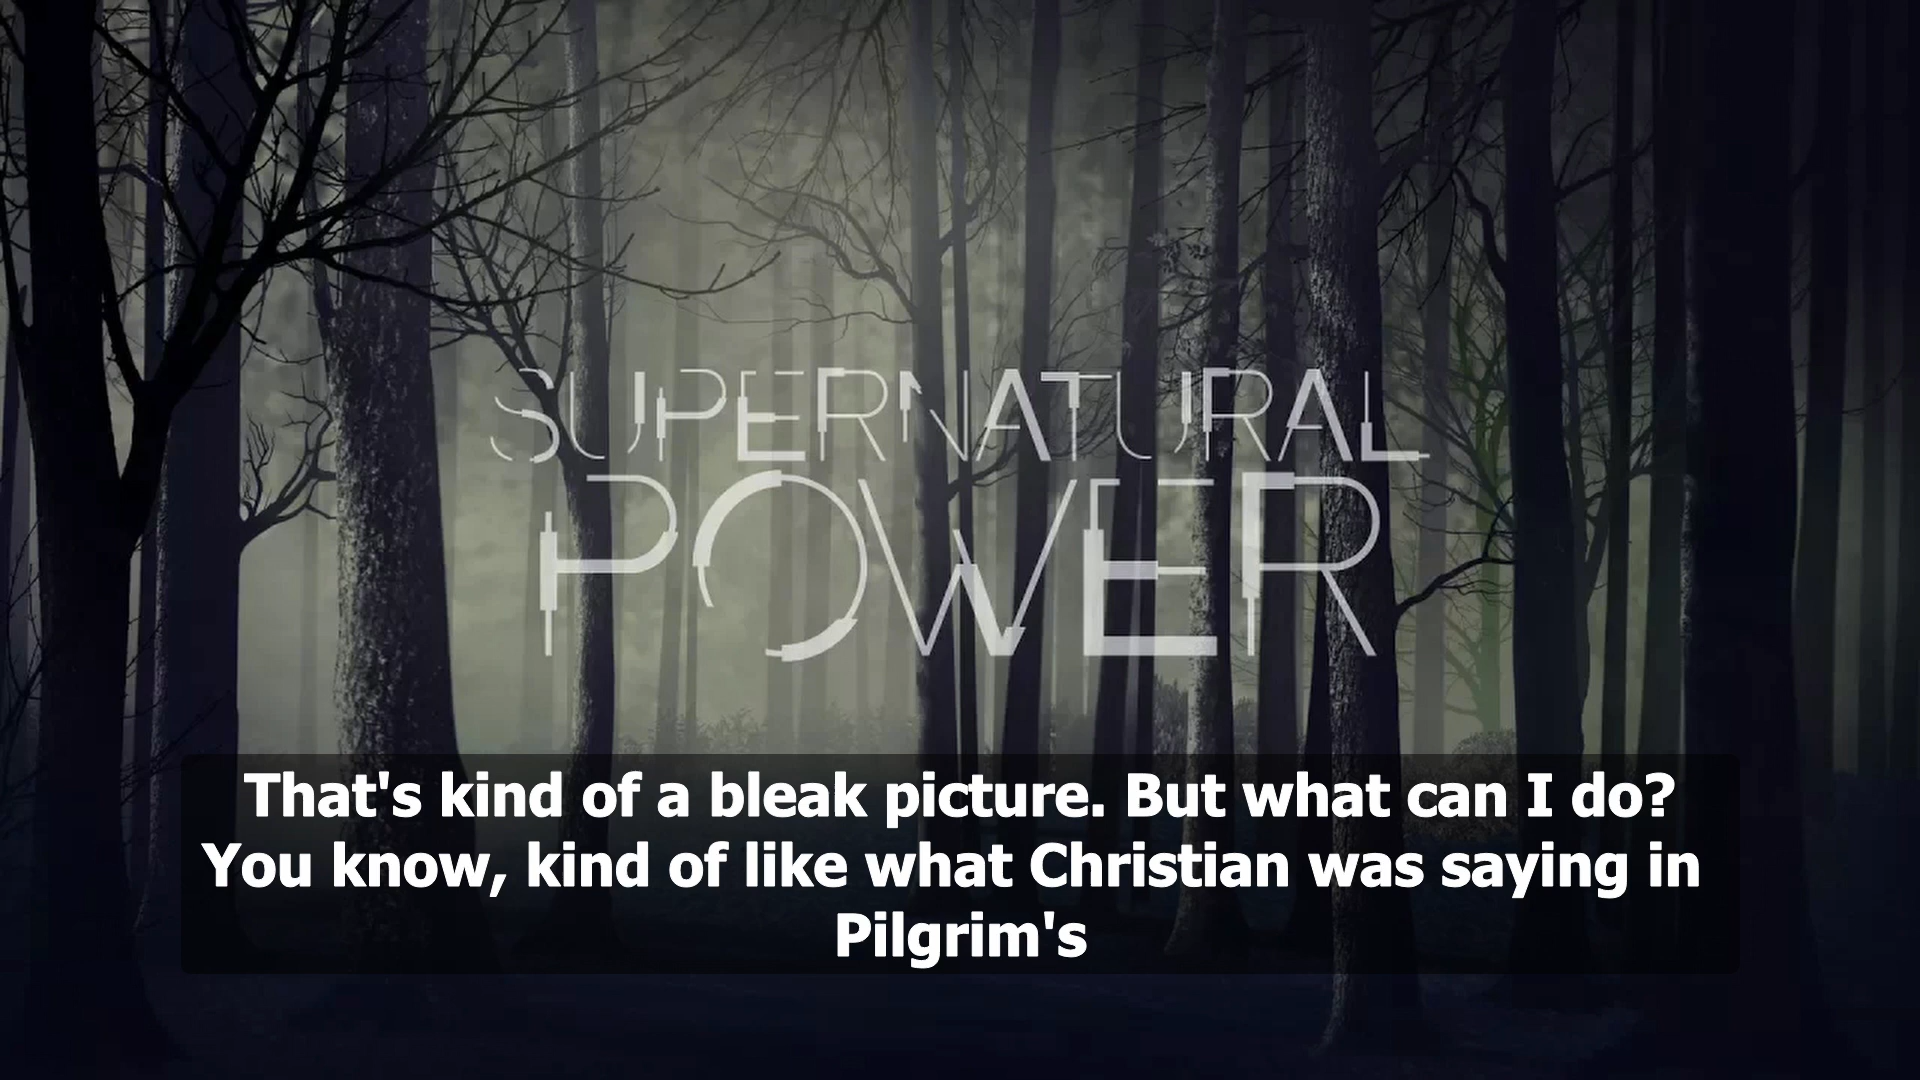 SUPERNATURAL
POWER
That's kind of a bleak picture. But what can I do?
You know, kind of like what Christian was saying in
Pilgrim's